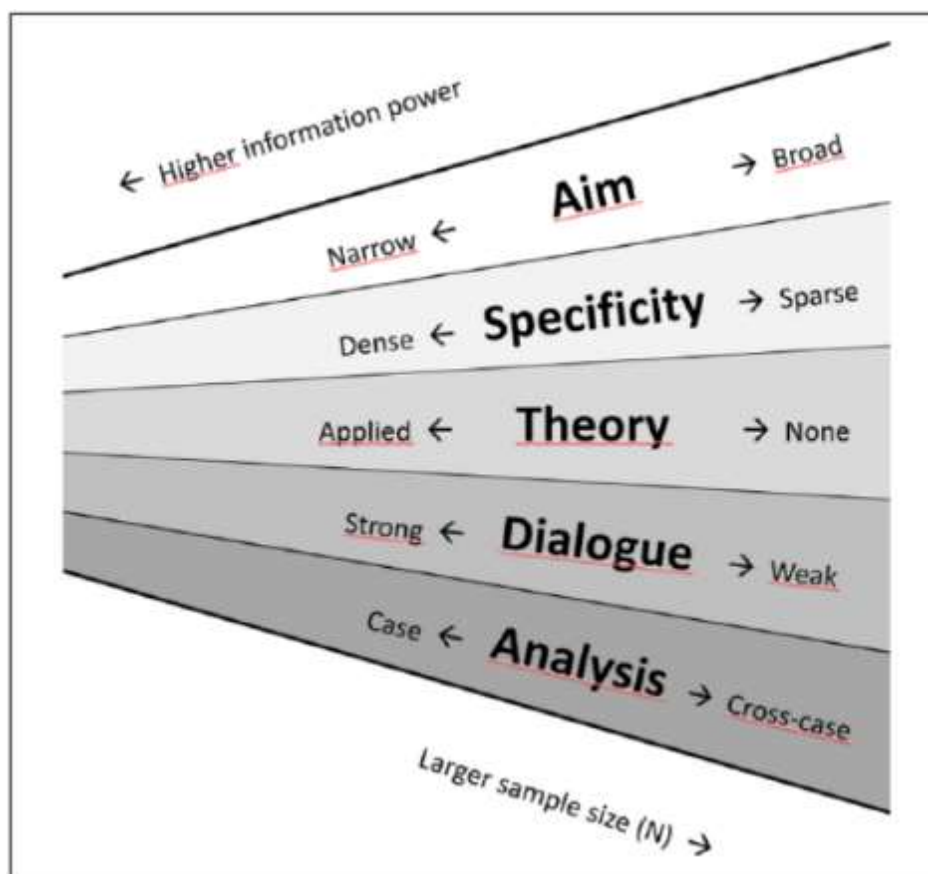 ← Higher information power
Narrow ← Aim → Broad
Dense ← Specificity → Sparse
Applied ← Theory → None
Strong ← Dialogue → Weak
Case ← Analysis → Cross-case
Larger sample size (N) →